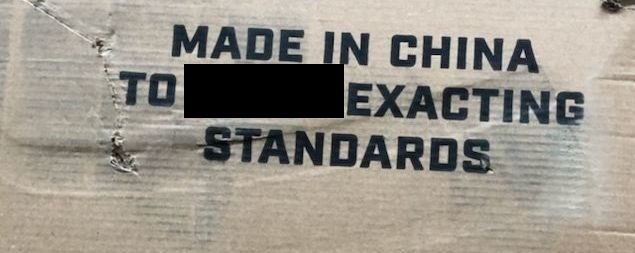 MADE IN CHINA
TO EXACTING
STANDARDS